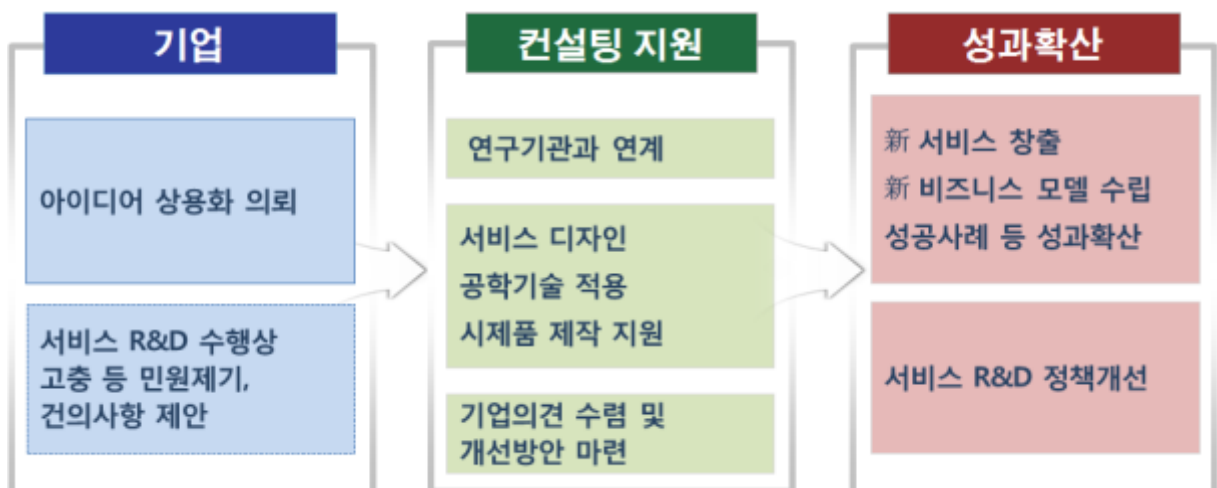 기업
아이디어 상용화 의뢰
서비스 R&D 수행상
고충 등 민원제기,
건의사항 제안
컨설팅 지원
연구기관과 연계
서비스 디자인
공학기술 적용
시제품 제작 지원
기업의견 수렴 및
개선방안 마련
성과확산
新 서비스 창출
新 비즈니스 모델 수립
성공사례 등 성과확산
서비스 R&D 정책개선